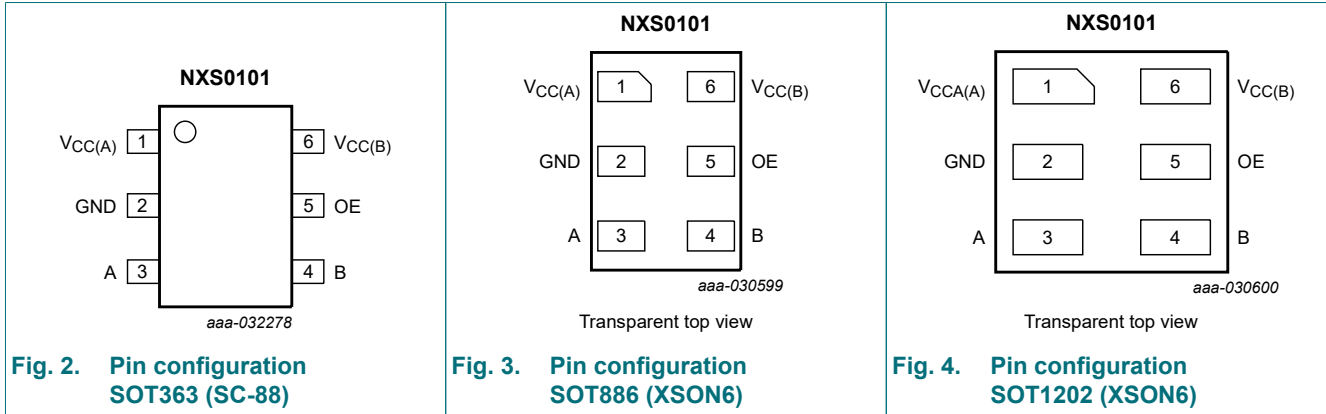 NXS0101
VCC(A) 1 6 VCC(B)
GND 2 5 OE
A 3 4 B
aaa-032278
Fig. 2. Pin configuration
SOT363 (SC-88)
NXS0101
VCC(A) 1 6 VCC(B)
GND 2 5 OE
A 3 4 B
aaa-030599
Transparent top view
Fig. 3. Pin configuration
SOT886 (XSON6)
NXS0101
VCCA(A) 1 6 VCC(B)
GND 2 5 OE
A 3 4 B
aaa-030600
Transparent top view
Fig. 4. Pin configuration
SOT1202 (XSON6)